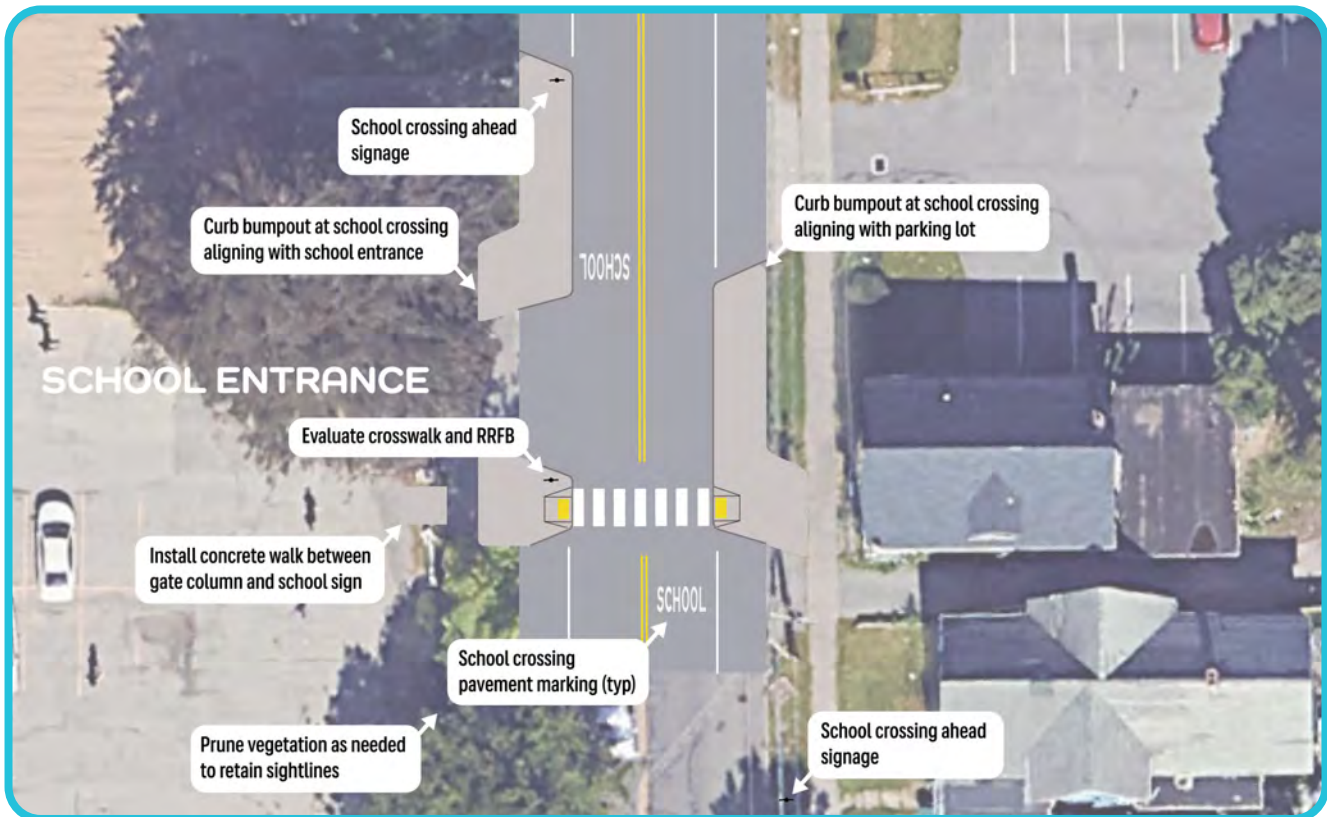 School crossing ahead
signage
Curb bumpout at school crossing
aligning with school entrance
Curb bumpout at school crossing
aligning with parking lot
SCHOOL
SCHOOL ENTRANCE
Evaluate crosswalk and RRFB
Install concrete walk between
gate column and school sign
SCHOOL
School crossing
pavement marking (typ)
Prune vegetation as needed
to retain sightlines
School crossing ahead
signage